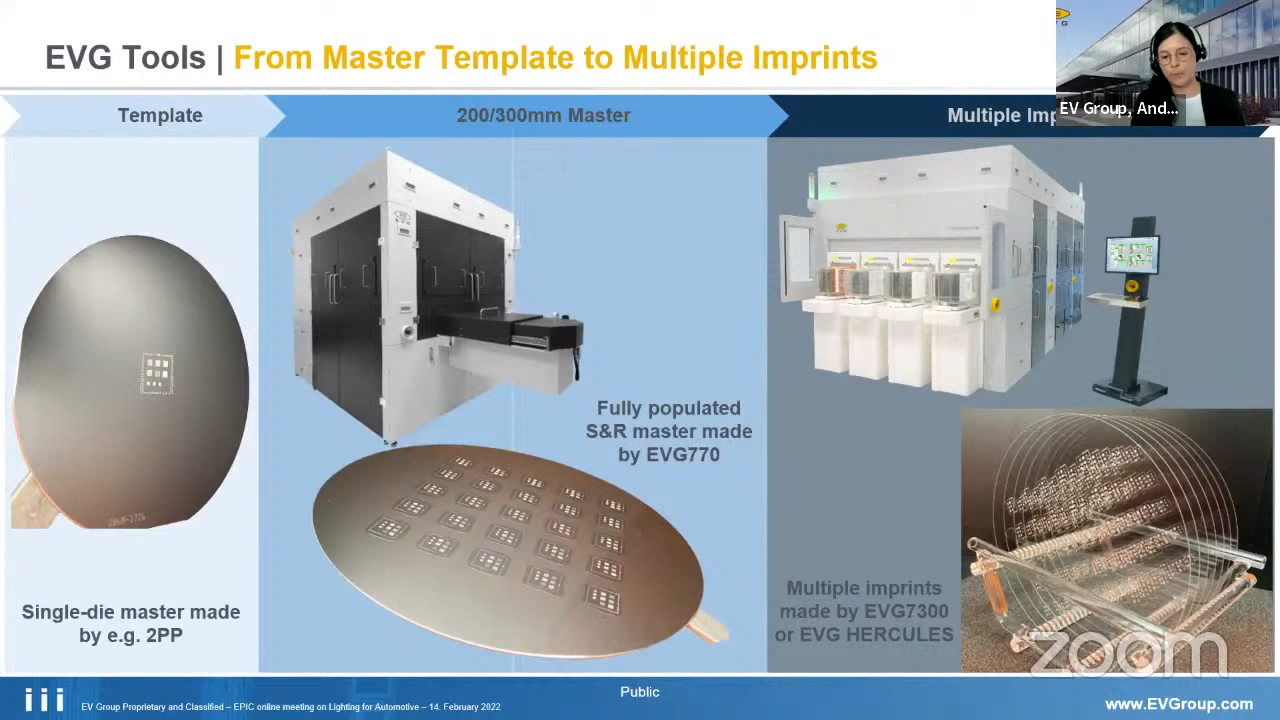 EVG Tools | From Master Template to Multiple Imprints
EV Group, And...
Template
200/300mm Master
Multiple Imp
Fully populated
S&R master made
by EVG770
Single-die master made
by e.g. 2PP
Multiple imprints
made by EVG7300
or EVG HERCULES
zoom
Public
EV Group Proprietary and Classified – EPIC online meeting on Lighting for Automotive – 14. February 2022
www.EVGroup.com